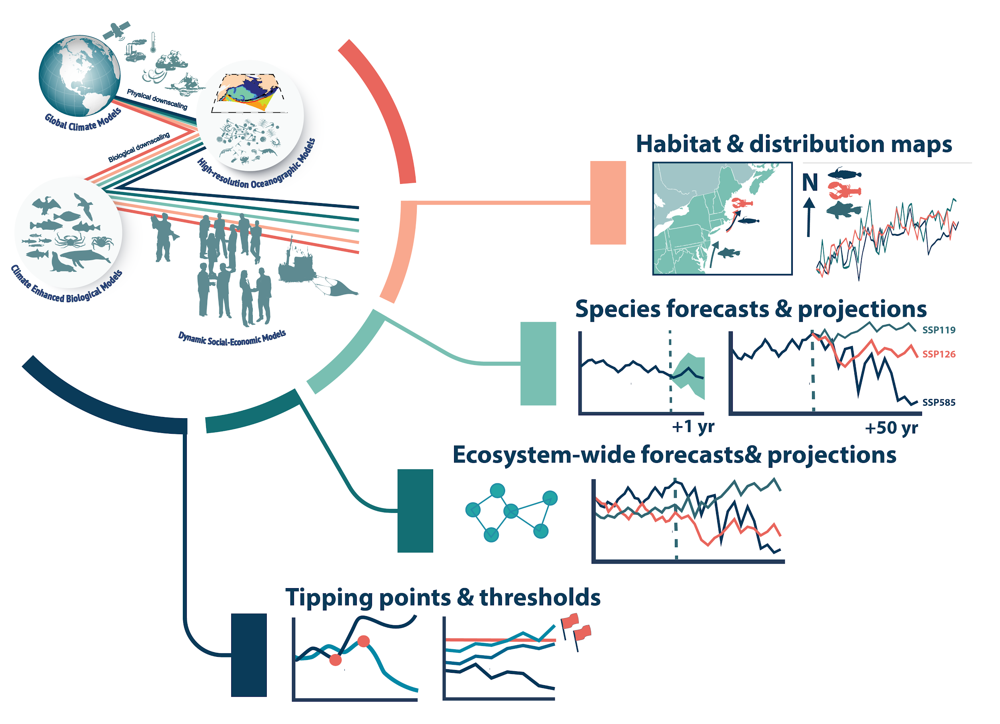 Physical downscaling
Global Climate Models
Biological downscaling
High-resolution Oceanographic Models
Climate Enhanced Biological Models
Dynamic Social-Economic Models
Habitat & distribution maps
N
Species forecasts & projections
SSP119
SSP126
SSP585
+1 yr
+50 yr
Ecosystem-wide forecasts& projections
Tipping points & thresholds